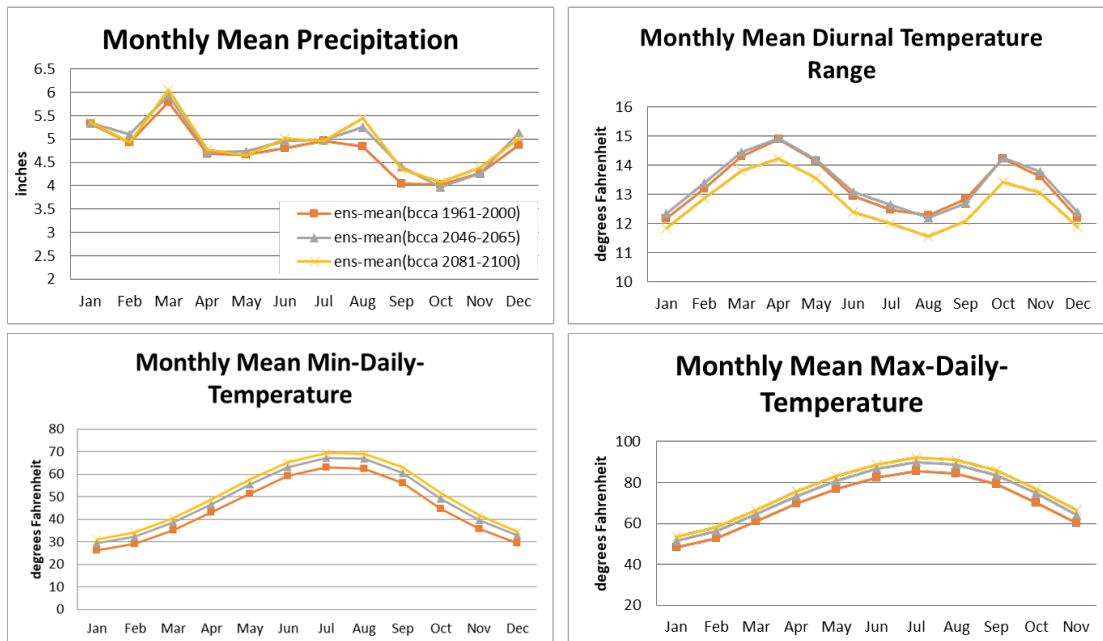 Monthly Mean Precipitation
6.5
6
5.5
5
4.5
4
3.5
3
2.5
2
inches
ens-mean(bcca 1961-2000)
ens-mean(bcca 2046-2065)
ens-mean(bcca 2081-2100)
Jan Feb Mar Apr May Jun Jul Aug Sep Oct Nov Dec
Monthly Mean Diurnal Temperature
Range
16
15
14
13
12
11
10
degrees Fahrenheit
Jan Feb Mar Apr May Jun Jul Aug Sep Oct Nov Dec
Monthly Mean Min-Daily-
Temperature
80
70
60
50
40
30
20
10
0
degrees Fahrenheit
Jan Feb Mar Apr May Jun Jul Aug Sep Oct Nov Dec
Monthly Mean Max-Daily-
Temperature
100
80
60
40
20
degrees Fahrenheit
Jan Feb Mar Apr May Jun Jul Aug Sep Oct Nov